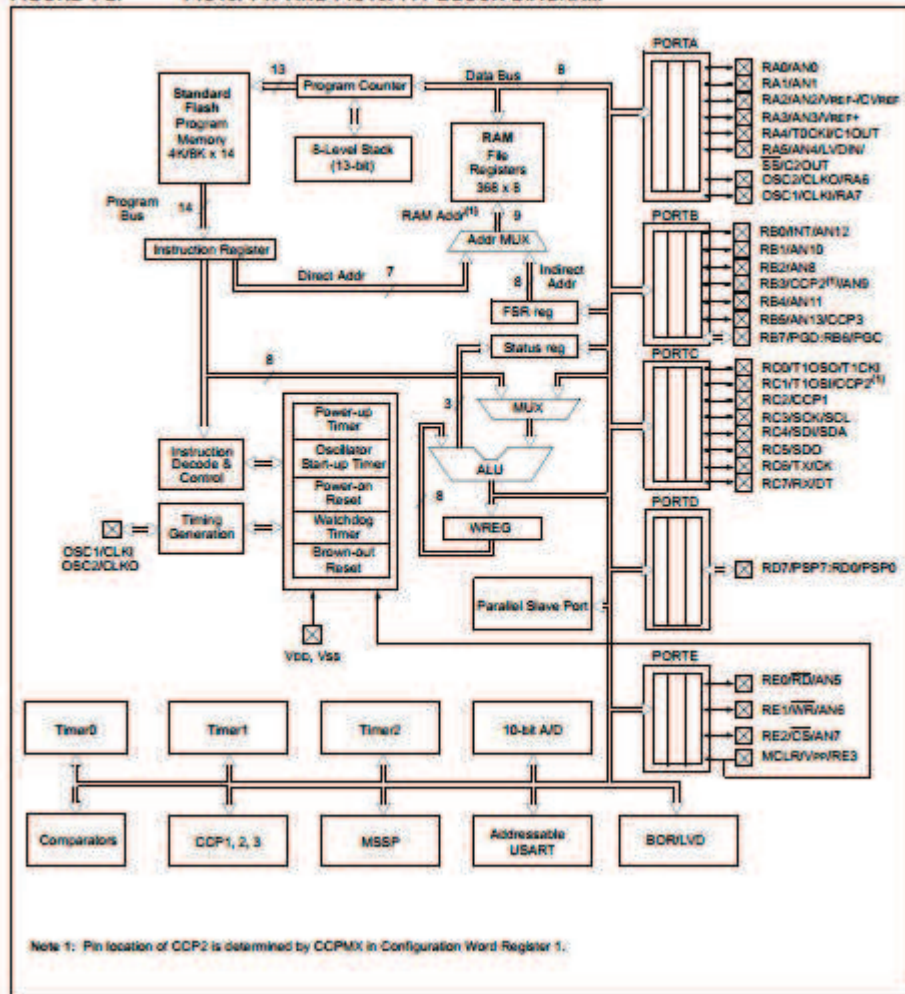 PORTA
Data Bus
13
Program Counter
8
Standard
Flash
Program
Memory
4K/8K x 14
8-Level Stack
(13-bit)
RAM
File
Registers
368 x 8
RA0/AN0
RA1/AN1
RA2/AN2/VREF-/CVREF
RA3/AN3/VREF+
RA4/T0CKI/C1OUT
RA5/AN4/LVDIN/
SS/C2OUT
OSC2/CLKO/RA6
OSC1/CLKI/RA7
Program
Bus
14
RAM Addr(1)
9
PORTB
Addr MUX
Instruction Register
Direct Addr
7
8
Indirect
Addr
FSR reg
RB0/INT/AN12
RB1/AN10
RB2/AN8
RB3/CCP2(1)/AN9
RB4/AN11
RB5/AN13/CCP3
RB7/PGD:RB6/PGC
Status reg
8
PORTC
3
MUX
RC0/T1OSO/T1CKI
RC1/T1OSI/CCP2(1)
RC2/CCP1
RC3/SCK/SCL
RC4/SDI/SDA
RC5/SDO
RC6/TX/CK
RC7/RX/DT
Power-up
Timer
Oscillator
Start-up Timer
Power-on
Reset
Watchdog
Timer
Brown-out
Reset
Instruction
Decode &
Control
Timing
Generation
ALU
8
WREG
OSC1/CLKI
OSC2/CLKO
PORTD
RD7/PSP7:RD0/PSP0
Parallel Slave Port
VDD, VSS
PORTE
RE0/RD/AN5
RE1/WR/AN6
RE2/CS/AN7
MCLR/VPP/RE3
Timer0
Timer1
Timer2
10-bit A/D
Comparators
CCP1, 2, 3
MSSP
Addressable
USART
BOR/LVD
Note 1: Pin location of CCP2 is determined by CCPMX in Configuration Word Register 1.